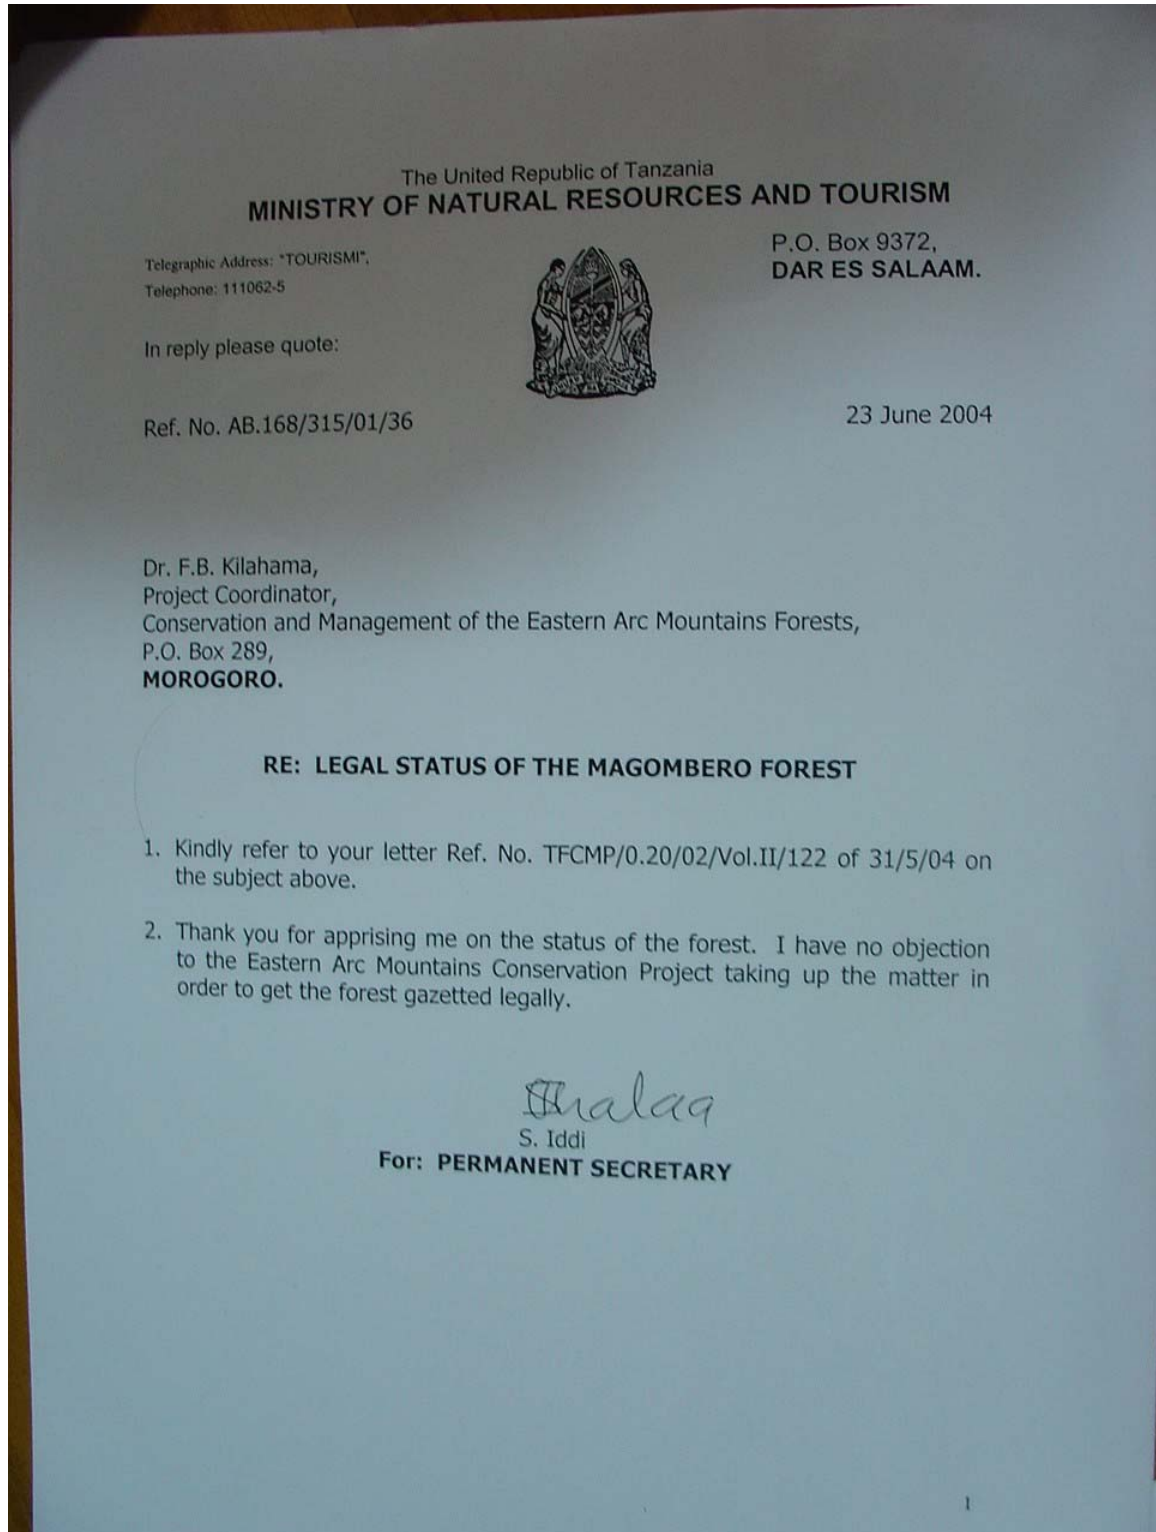 The United Republic of Tanzania
MINISTRY OF NATURAL RESOURCES AND TOURISM
Telegraphic Address: "TOURISMI",
Telephone: 111062-5
P.O. Box 9372,
DAR ES SALAAM.
In reply please quote:
Ref. No. AB.168/315/01/36
23 June 2004
Dr. F.B. Kilahama,
Project Coordinator,
Conservation and Management of the Eastern Arc Mountains Forests,
P.O. Box 289,
MOROGORO.
RE: LEGAL STATUS OF THE MAGOMBERO FOREST
1. Kindly refer to your letter Ref. No. TFCMP/0.20/02/Vol.II/122 of 31/5/04 on
the subject above.
2. Thank you for apprising me on the status of the forest. I have no objection
to the Eastern Arc Mountains Conservation Project taking up the matter in
order to get the forest gazetted legally.
S. Iddi
For: PERMANENT SECRETARY
1